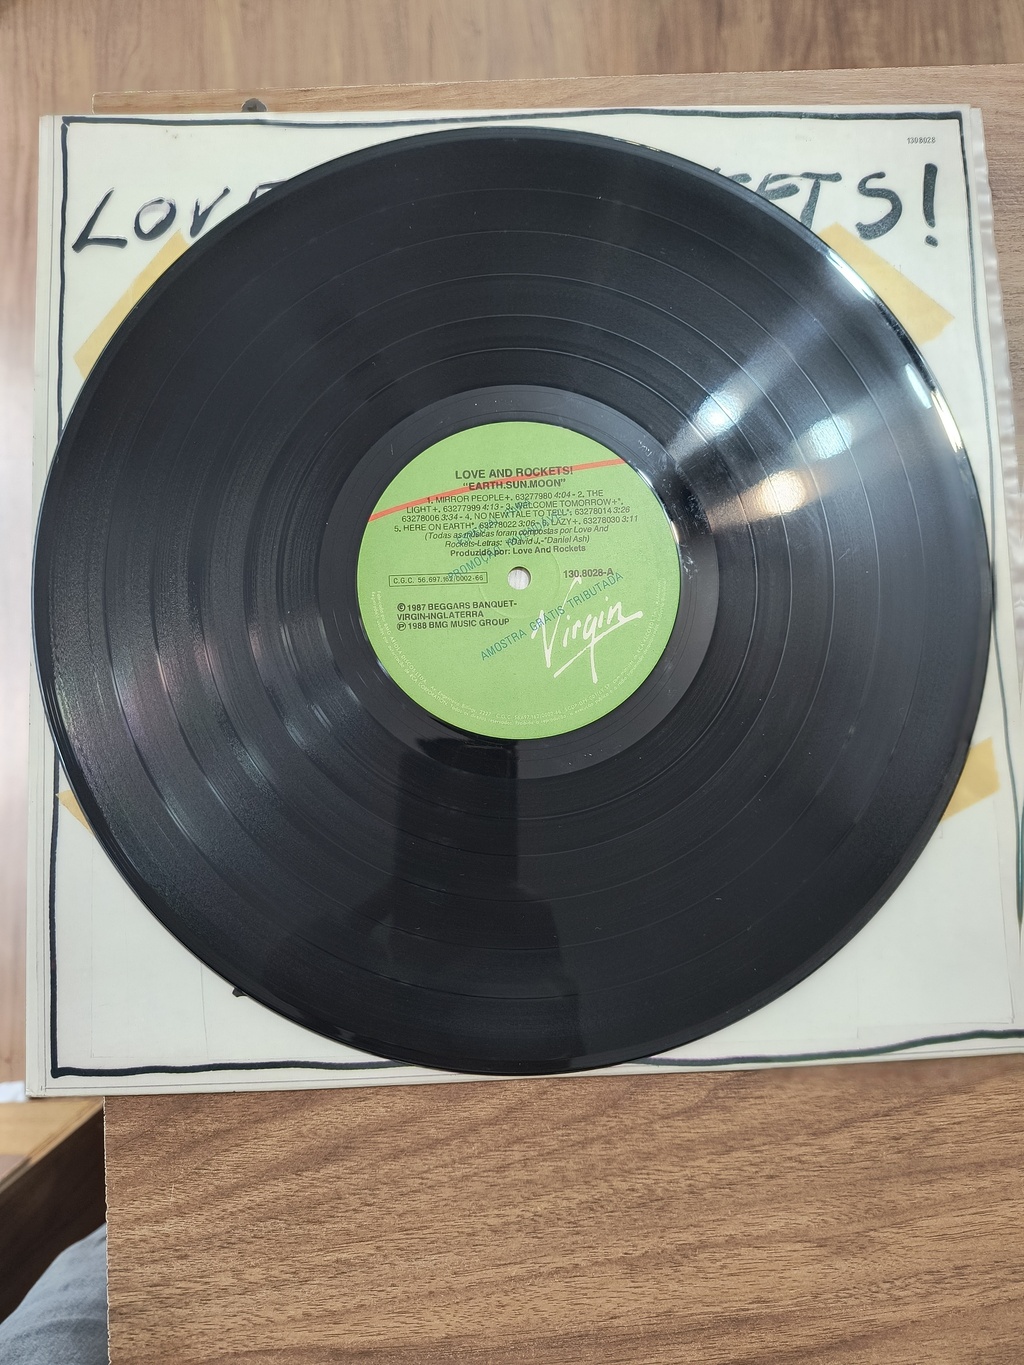 1308028
LOVE
ETS!
LOVE AND ROCKETS!
"EARTH.SUN.MOON"
1. MIRROR PEOPLE+. 63277980 4:04 - 2. THE
LIGHT+. 63277999 4:13 - 3. WELCOME TOMORROW+*.
63278006 3:34 - 4. NO NEW TALE TO TELL*. 63278014 3:26
5. HERE ON EARTH*. 63278022 3:06 - 6. LAZY+. 63278030 3:11
(Todas as músicas foram compostas por Love And
Rockets-Letras: +David J.-*Daniel Ash)
Produzido por: Love And Rockets
C.G.C. 56.697.162/0002-66
130.8028-A
© 1987 BEGGARS BANQUET-
VIRGIN-INGLATERRA
℗ 1988 BMG MUSIC GROUP
AMOSTRA GRÁTIS TRIBUTADA
Virgin